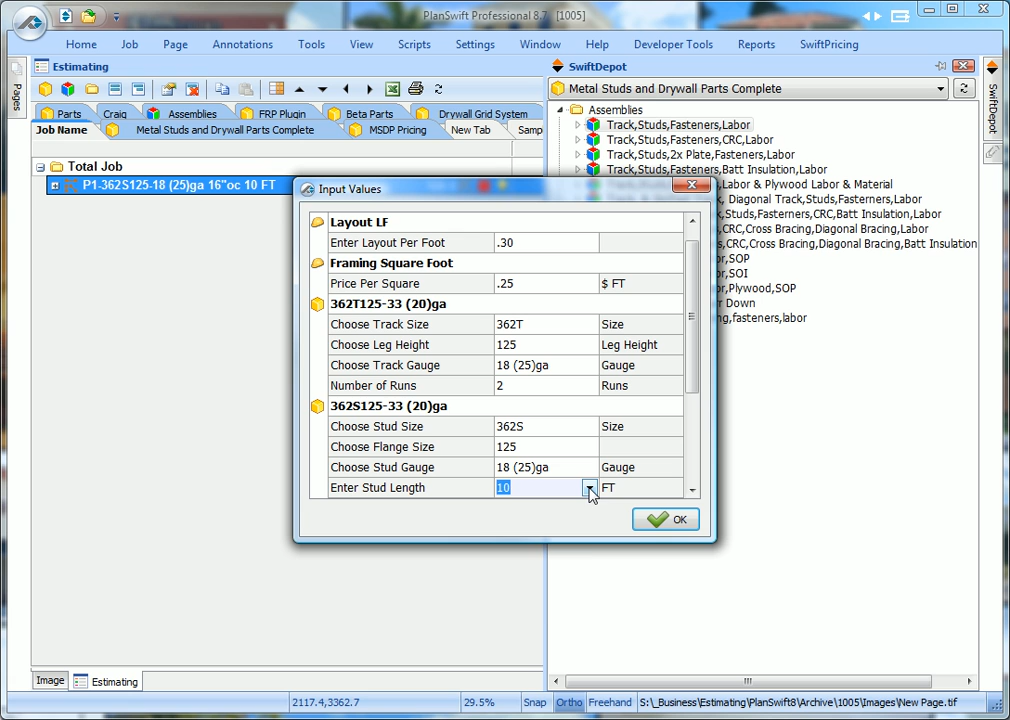 PlanSwift Professional 8.7 [1005]
Home Job Page Annotations Tools View Scripts Settings Window Help Developer Tools Reports SwiftPricing
Pages
Estimating
Parts Craig Assemblies FRP Plugin Beta Parts Drywall Grid System
Job Name Metal Studs and Drywall Parts Complete MSDP Pricing New Tab Samp
Total Job
P1-362S125-18 (25)ga 16"oc 10 FT
SwiftDepot
Metal Studs and Drywall Parts Complete
SwiftDepot
Assemblies
Track,Studs,Fasteners,Labor
Track,Studs,Fasteners,CRC,Labor
Track,Studs,2x Plate,Fasteners,Labor
Track,Studs,Fasteners,Batt Insulation,Labor
Labor & Plywood Labor & Material
, Diagonal Track,Studs,Fasterners,Labor
Studs,Fasterners,CRC,Batt Insulation,Labor
CRC,Cross Bracing,Diagonal Bracing,Labor
CRC,Cross Bracing,Diagonal Bracing,Batt Insulation
or,SOP
or,SOI
or,Plywood,SOP
er Down
ng,fasteners,labor
Input Values
Layout LF
Enter Layout Per Foot .30
Framing Square Foot
Price Per Square .25 $ FT
362T125-33 (20)ga
Choose Track Size 362T Size
Choose Leg Height 125 Leg Height
Choose Track Gauge 18 (25)ga Gauge
Number of Runs 2 Runs
362S125-33 (20)ga
Choose Stud Size 362S Size
Choose Flange Size 125
Choose Stud Gauge 18 (25)ga Gauge
Enter Stud Length 10 FT
OK
Image Estimating
2117.4,3362.7 29.5% Snap Ortho Freehand S:\_Business\Estimating\PlanSwift8\Archive\1005\Images\New Page.tif